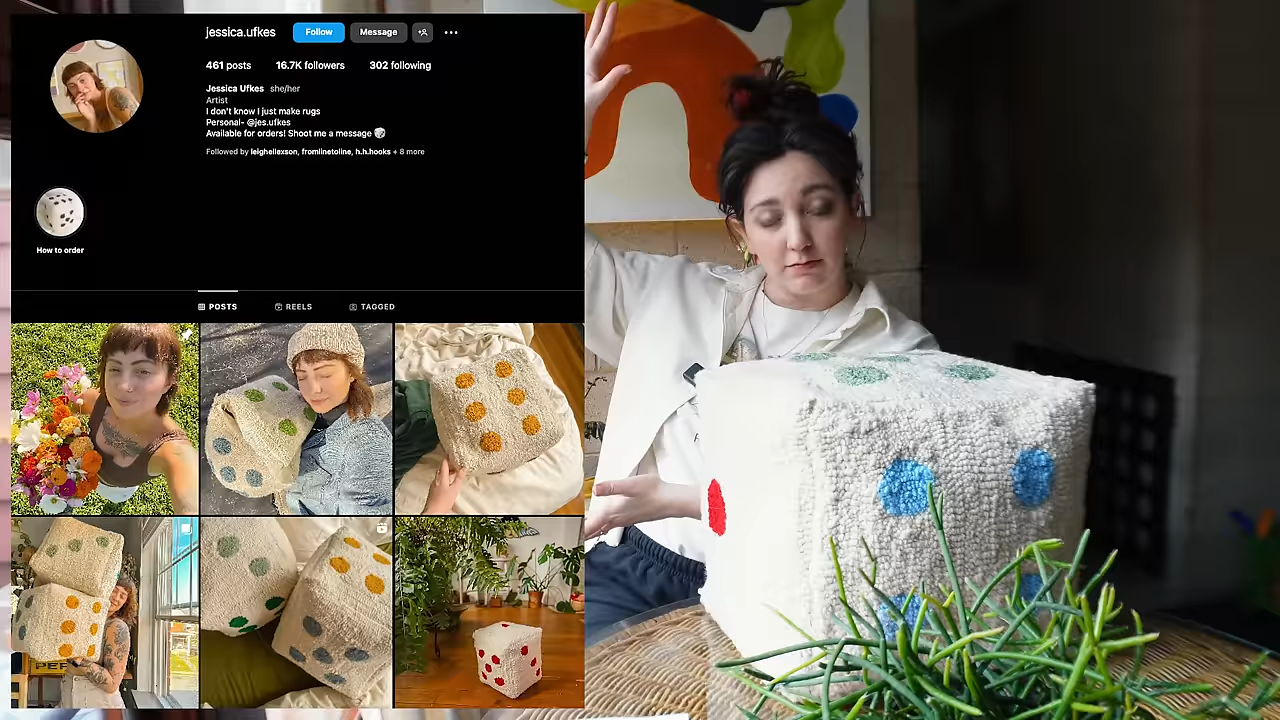 jessica.ufkes
Follow
Message
461 posts
16.7K followers
302 following
Jessica Ufkes she/her
Artist
I don't know I just make rugs
Personal- @jes.ufkes
Available for orders! Shoot me a message
Followed by leighellexson, fromlinetoline, h.h.hooks + 8 more
How to order
POSTS
REELS
TAGGED